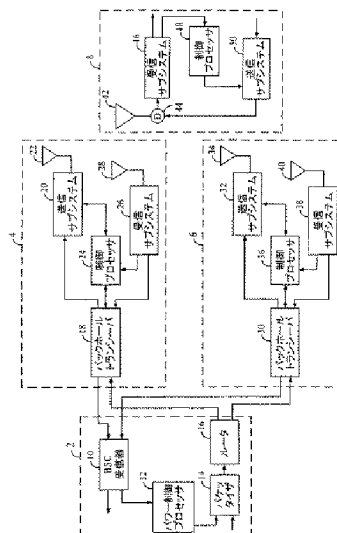 2
10
BSC
受信器
12
パワー制御
プロセッサ
14
パケッ
タイザ
16
ルータ
4
18
バックホール
トランシーバ
20
送信
サブシステム
22
24
制御
プロセッサ
26
受信
サブシステム
28
6
30
バックホール
トランシーバ
32
送信
サブシステム
36
制御
プロセッサ
38
受信
サブシステム
40
8
42
44
D
46
受信
サブシステム
48
制御
プロセッサ
50
送信
サブシステム